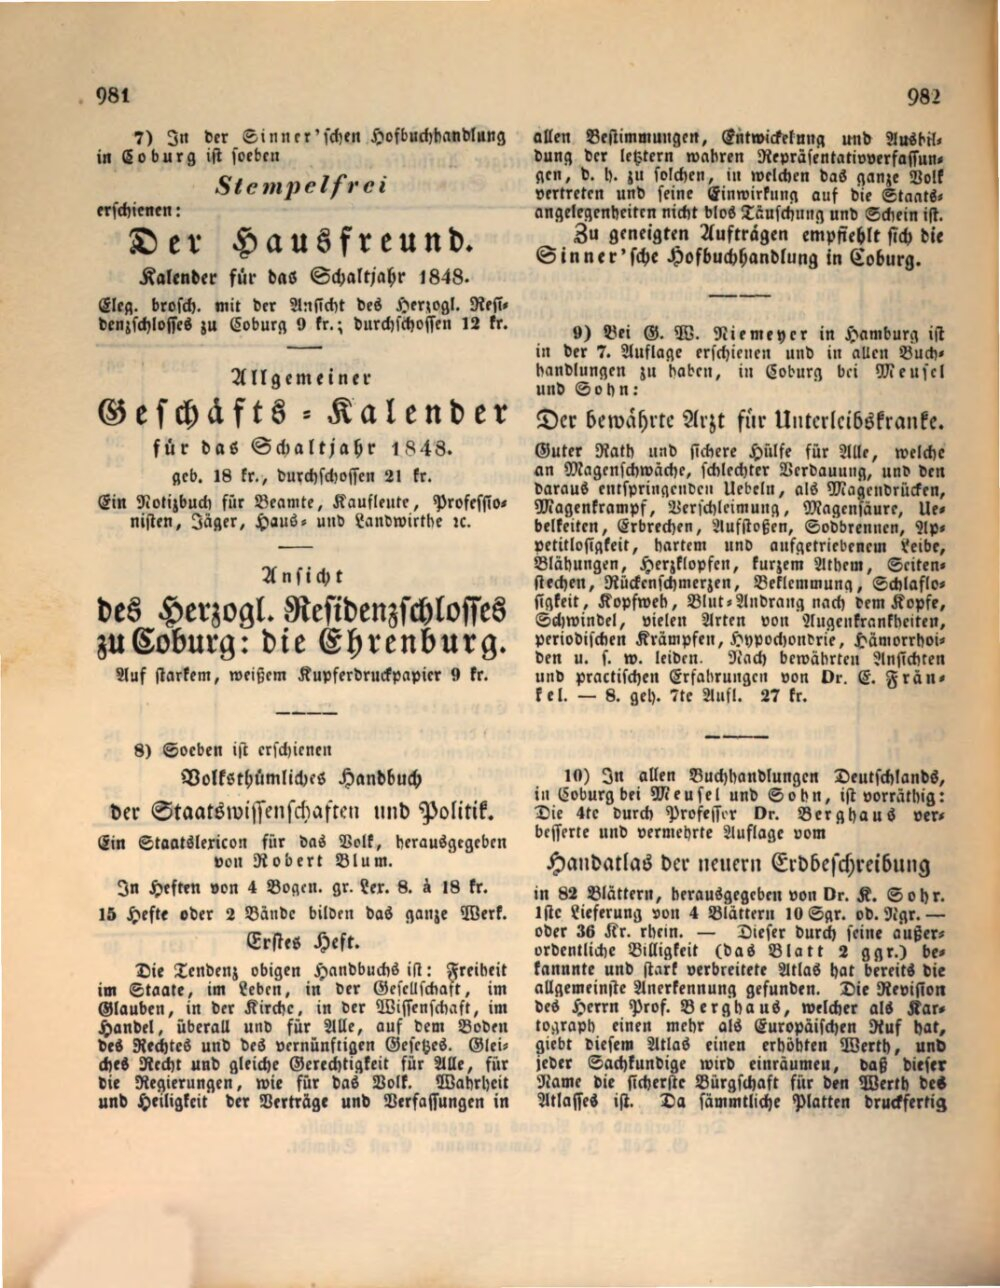 981
7) In der Sinner'schen Hofbuchhandlung
in Coburg ist soeben
Stempelfrei
erschienen:
Der Hausfreund.
Kalender für das Schaltjahr 1848.
Eleg. brosch. mit der Ansicht des Herzogl. Resi-
denzschlosses zu Coburg 9 kr.; durchschossen 12 kr.
Allgemeiner
Geschäfts-Kalender
für das Schaltjahr 1848.
geb. 18 kr., durchschossen 21 kr.
Ein Notizbuch für Beamte, Kaufleute, Professio-
nisten, Jäger, Haus- und Landwirthe ꝛc.
Ansicht
des Herzogl. Residenzschlosses
zu Coburg: die Ehrenburg.
Auf starkem, weißem Kupferdruckpapier 9 kr.
8) Soeben ist erschienen
Volksthümliches Handbuch
der Staatswissenschaften und Politik.
Ein Staatslexicon für das Volk, herausgegeben
von Robert Blum.
In Heften von 4 Bogen. gr. Lex. 8. à 18 kr.
15 Hefte oder 2 Bände bilden das ganze Werk.
Erstes Heft.
Die Tendenz obigen Handbuchs ist: Freiheit
im Staate, im Leben, in der Gesellschaft, im
Glauben, in der Kirche, in der Wissenschaft, im
Handel, überall und für Alle, auf dem Boden
des Rechtes und des vernünftigen Gesetzes. Glei-
ches Recht und gleiche Gerechtigkeit für Alle, für
die Regierungen, wie für das Volk. Wahrheit
und Heiligkeit der Verträge und Verfassungen in
982
allen Bestimmungen, Entwickelung und Ausbil-
dung der letztern wahren Repräsentativverfassun-
gen, d. h. zu solchen, in welchen das ganze Volk
vertreten und seine Einwirkung auf die Staats-
angelegenheiten nicht blos Täuschung und Schein ist.
Zu geneigten Aufträgen empfiehlt sich die
Sinner'sche Hofbuchhandlung in Coburg.
9) Bei G. W. Niemeyer in Hamburg ist
in der 7. Auflage erschienen und in allen Buch-
handlungen zu haben, in Coburg bei Meusel
und Sohn:
Der bewährte Arzt für Unterleibskranke.
Guter Rath und sichere Hülfe für Alle, welche
an Magenschwäche, schlechter Verdauung, und den
daraus entspringenden Uebeln, als Magendrücken,
Magenkrampf, Verschleimung, Magensäure, Ue-
belkeiten, Erbrechen, Aufstoßen, Sodbrennen, Ap-
petitlosigkeit, hartem und aufgetriebenem Leibe,
Blähungen, Herzklopfen, kurzem Athem, Seiten-
stechen, Rückenschmerzen, Beklemmung, Schlaflo-
sigkeit, Kopfweh, Blut-Andrang nach dem Kopfe,
Schwindel, vielen Arten von Augenkrankheiten,
periodischen Krämpfen, Hypochondrie, Hämorrhoi-
den u. s. w. leiden. Nach bewährten Ansichten
und practischen Erfahrungen von Dr. E. Frän-
kel. — 8. geh. 7te Aufl. 27 kr.
10) In allen Buchhandlungen Deutschlands,
in Coburg bei Meusel und Sohn, ist vorräthig:
Die 4te durch Professor Dr. Berghaus ver-
besserte und vermehrte Auflage vom
Handatlas der neuern Erdbeschreibung
in 82 Blättern, herausgegeben von Dr. K. Sohr.
1ste Lieferung von 4 Blättern 10 Sgr. od. Ngr. —
oder 36 Kr. rhein. — Dieser durch seine außer-
ordentliche Billigkeit (das Blatt 2 ggr.) be-
kannnte und stark verbreitete Atlas hat bereits die
allgemeinste Anerkennung gefunden. Die Revision
des Herrn Prof. Berghaus, welcher als Kar-
tograph einen mehr als Europäischen Ruf hat,
giebt diesem Atlas einen erhöhten Werth, und
jeder Sachkundige wird einräumen, daß dieser
Name die sicherste Bürgschaft für den Werth des
Atlasses ist. Da sämmtliche Platten druckfertig